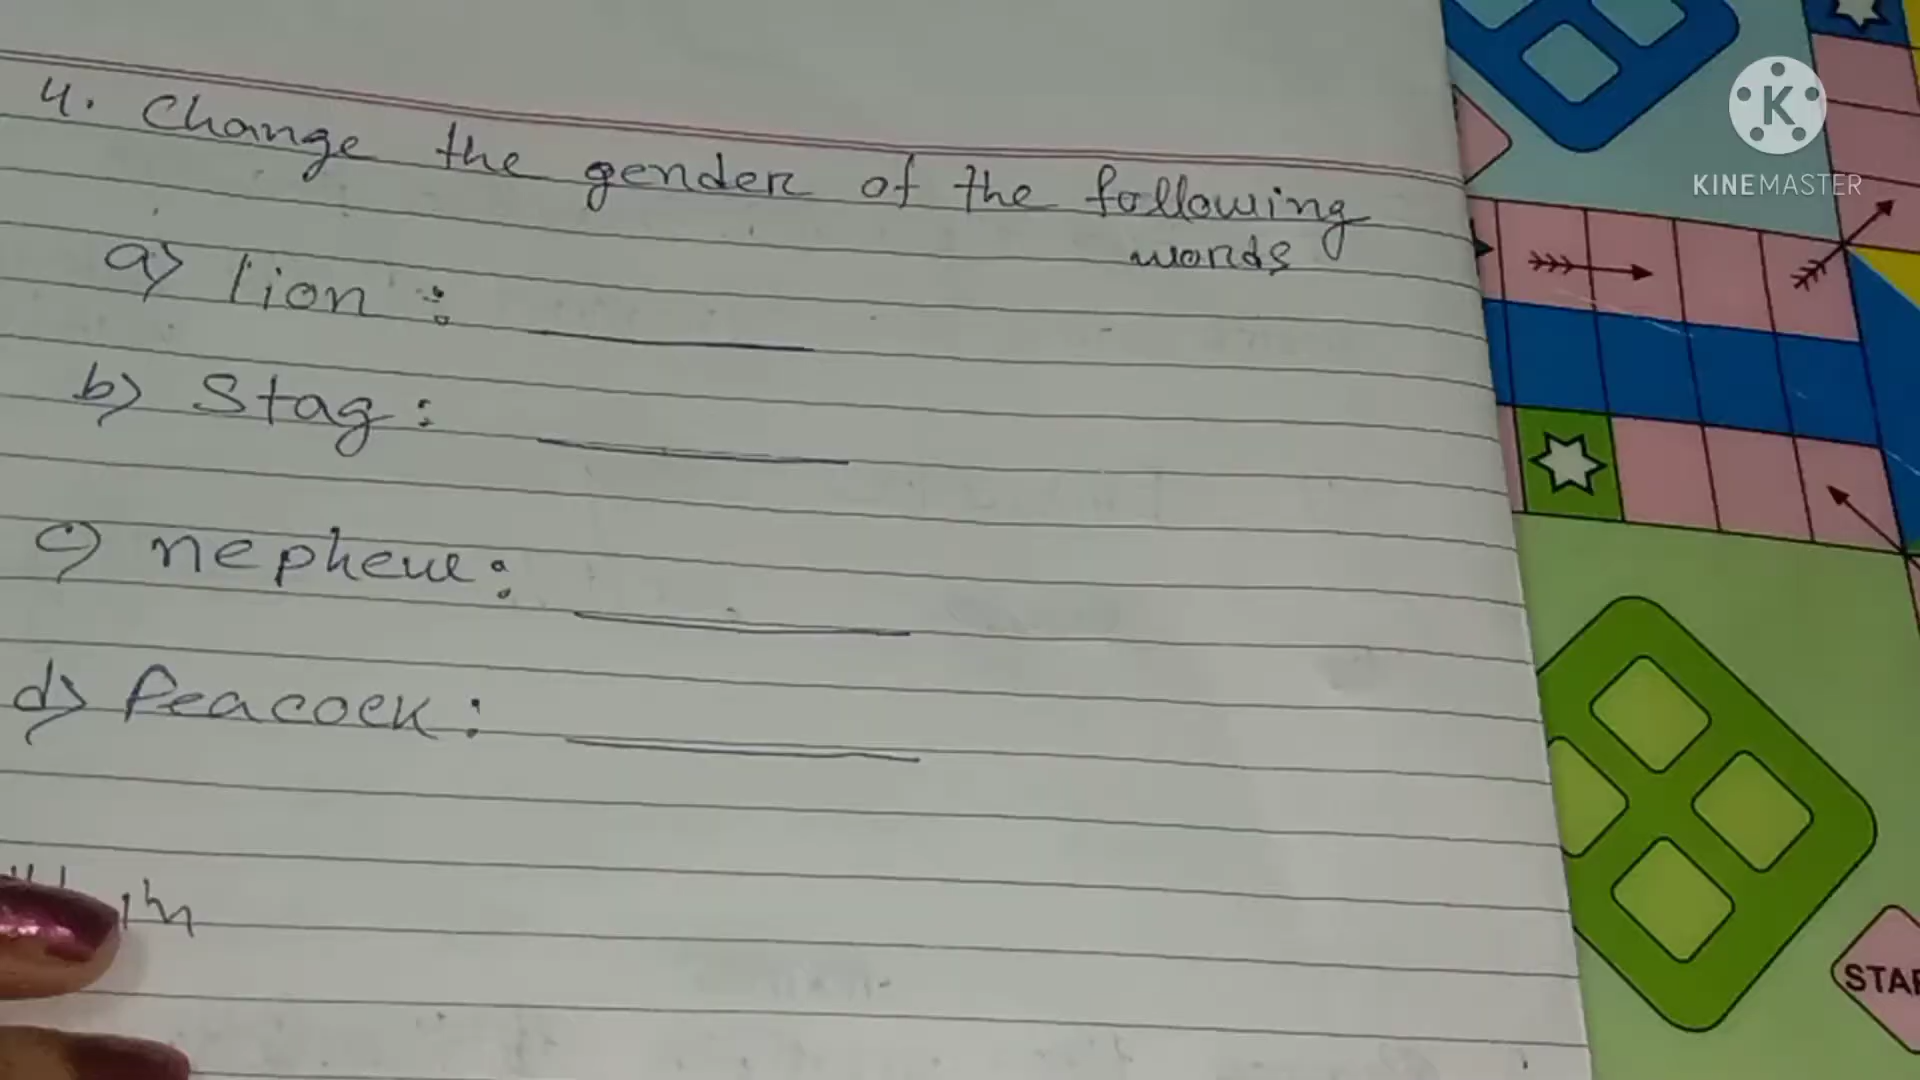 4. Change the gender of the following
words
a) Lion :
b) Stag :
c) nephew :
d) Peacock :
K
KINEMASTER
STAR